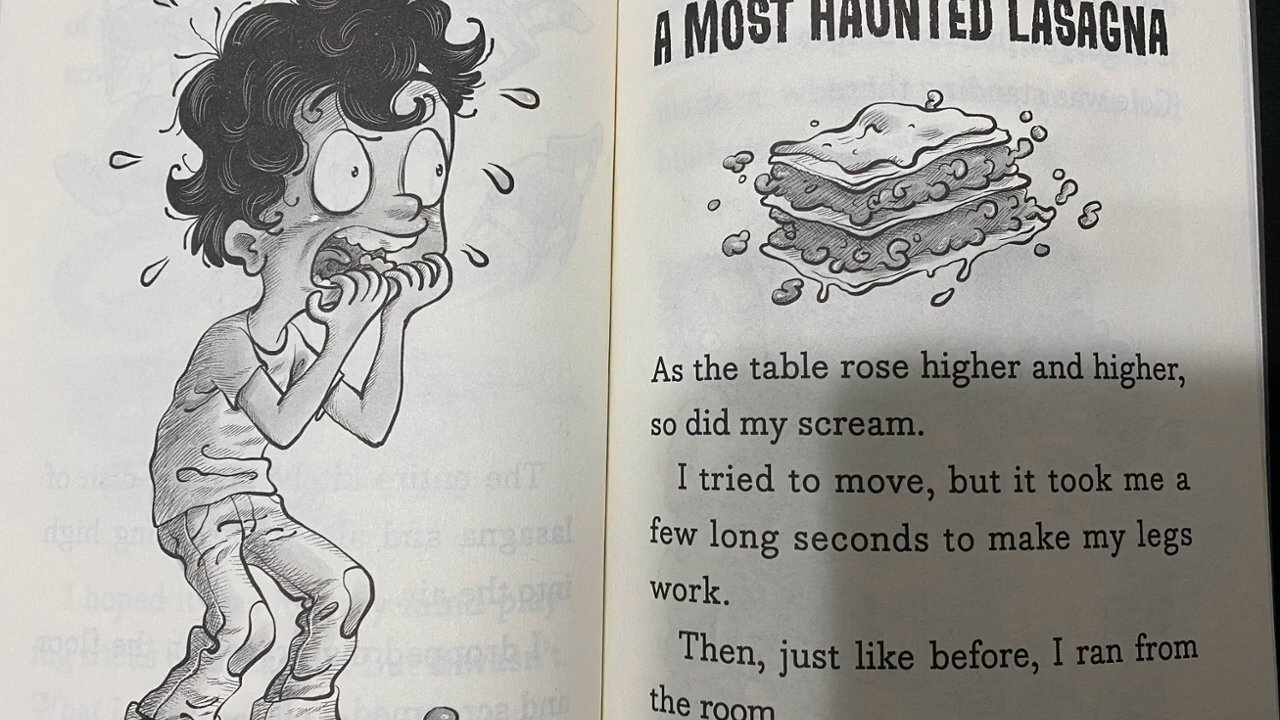 A MOST HAUNTED LASAGNA
As the table rose higher and higher,
so did my scream.
I tried to move, but it took me a
few long seconds to make my legs
work.
Then, just like before, I ran from
the room